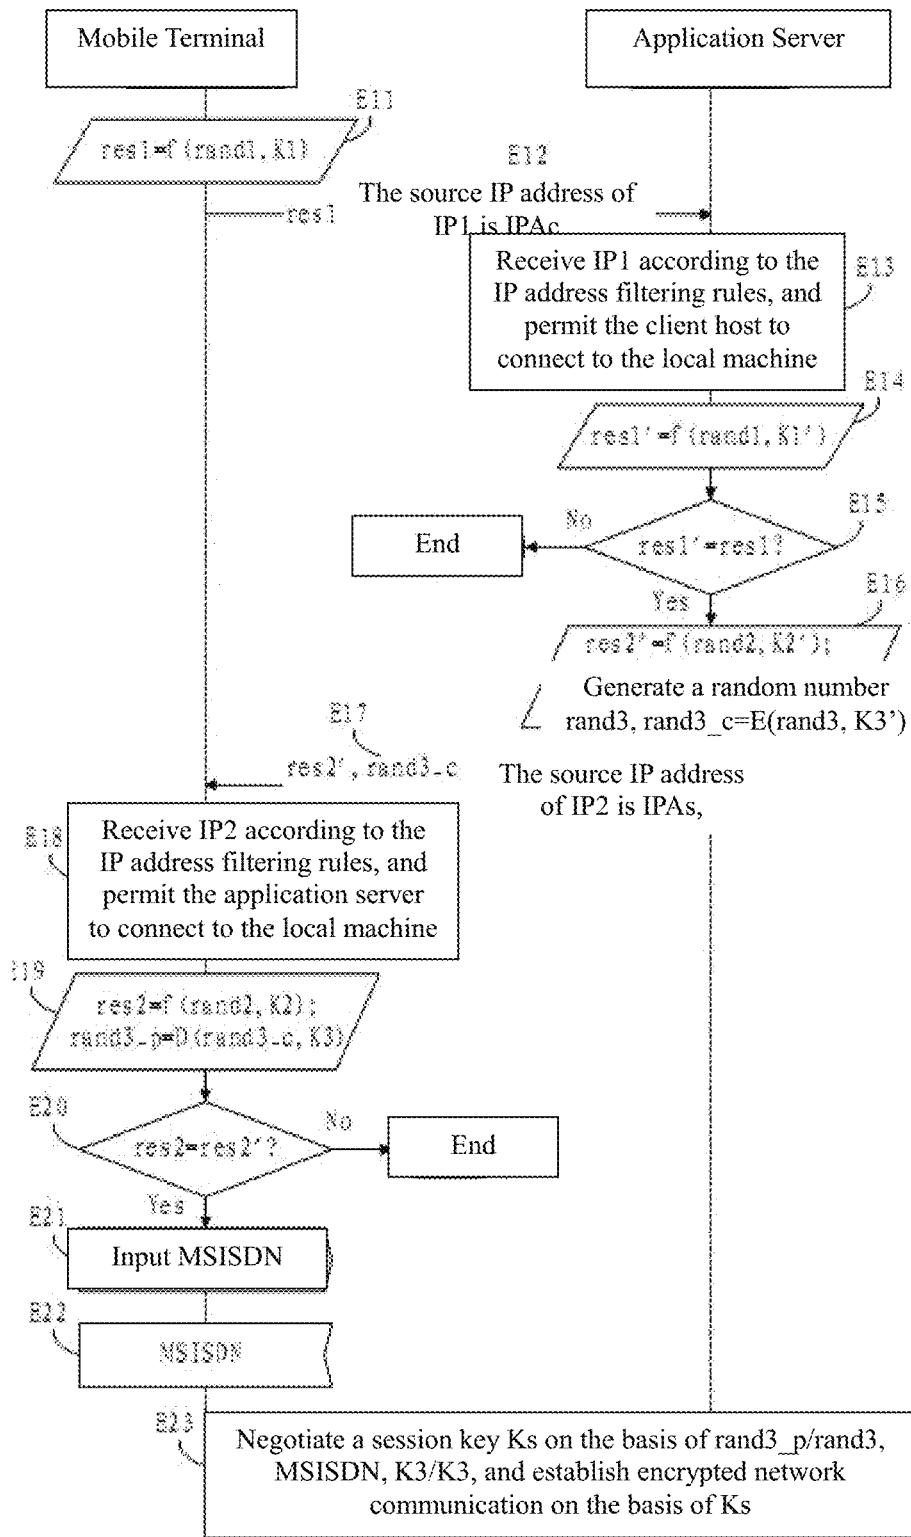 Mobile Terminal
Application Server
E11
res1=f(rand1,K1)
E12
The source IP address of
IP1 is IPAc
res1
Receive IP1 according to the
IP address filtering rules, and
permit the client host to
connect to the local machine
E13
E14
res1'=f(rand1,K1')
E15
res1'=res1?
No
End
Yes
E16
res2'=f(rand2,K2');
Generate a random number
rand3, rand3_c=E(rand3, K3')
E17
res2',rand3_c
The source IP address
of IP2 is IPAs,
E18
Receive IP2 according to the
IP address filtering rules, and
permit the application server
to connect to the local machine
E19
res2=f(rand2,K2);
rand3_p=D(rand3_c,K3)
E20
res2=res2'?
No
End
Yes
E21
Input MSISDN
E22
MSISDN
E23
Negotiate a session key Ks on the basis of rand3_p/rand3,
MSISDN, K3/K3, and establish encrypted network
communication on the basis of Ks